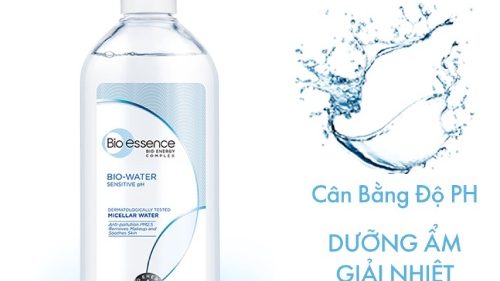 Bio essence
BIO ENERGY
COMPLEX
BIO-WATER
SENSITIVE pH
DERMATOLOGICALLY TESTED
MICELLAR WATER
Anti-pollution PM2.5
Removes Makeup and
Soothes Skin
Cân Bằng Độ PH
DƯỠNG ẨM
GIẢI NHIỆT